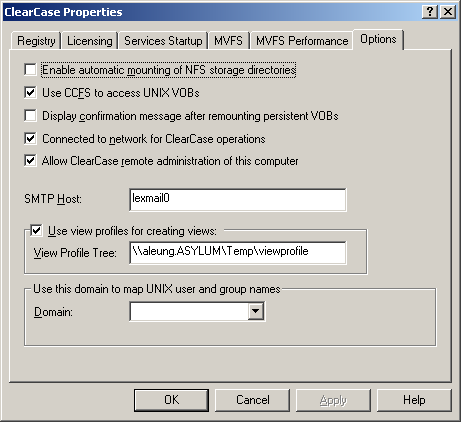 ClearCase Properties
Registry Licensing Services Startup MVFS MVFS Performance Options
Enable automatic mounting of NFS storage directories
Use CCFS to access UNIX VOBs
Display confirmation message after remounting persistent VOBs
Connected to network for ClearCase operations
Allow ClearCase remote administration of this computer
SMTP Host: lexmail0
Use view profiles for creating views:
View Profile Tree: \\aleung.ASYLUM\Temp\viewprofile
Use this domain to map UNIX user and group names
Domain:
OK Cancel Apply Help